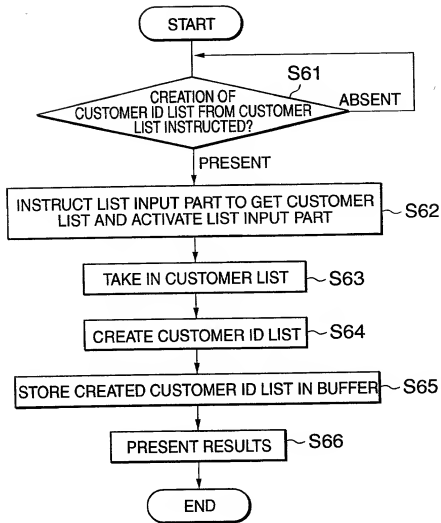 START
S61
CREATION OF
CUSTOMER ID LIST FROM CUSTOMER
LIST INSTRUCTED?
ABSENT
PRESENT
INSTRUCT LIST INPUT PART TO GET CUSTOMER
LIST AND ACTIVATE LIST INPUT PART
S62
TAKE IN CUSTOMER LIST
S63
CREATE CUSTOMER ID LIST
S64
STORE CREATED CUSTOMER ID LIST IN BUFFER
S65
PRESENT RESULTS
S66
END